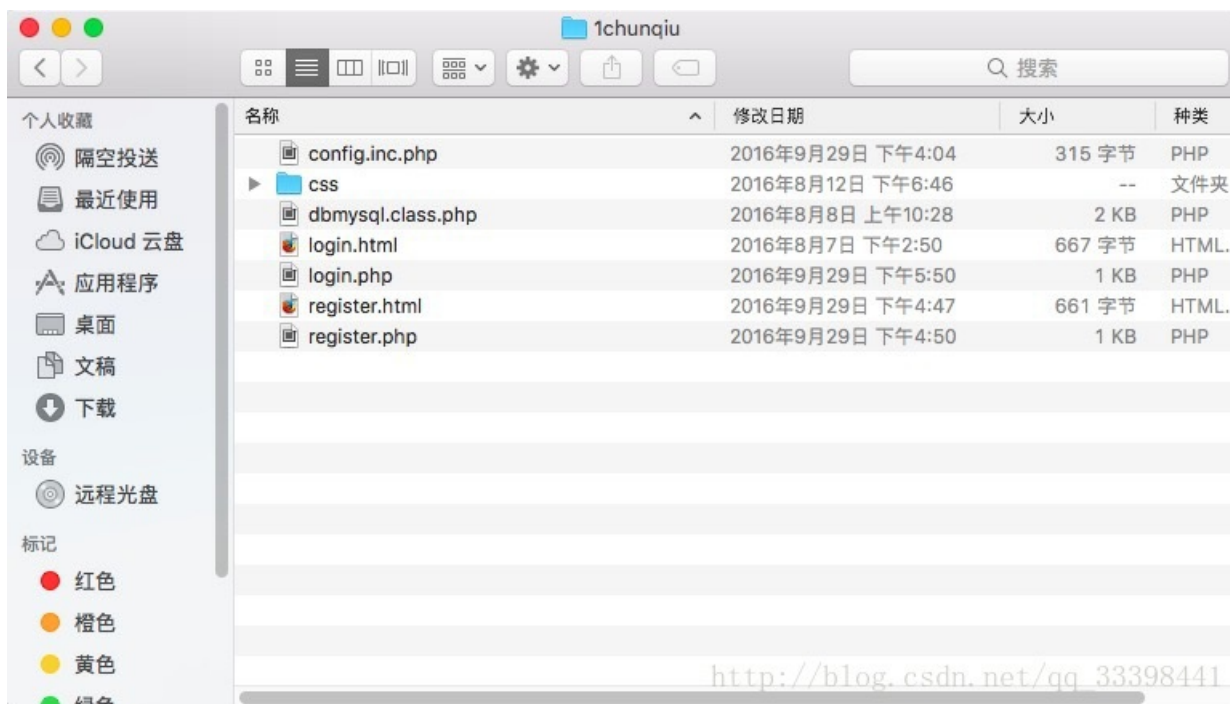 1chunqiu
搜索
个人收藏
隔空投送
最近使用
iCloud 云盘
应用程序
桌面
文稿
下载
设备
远程光盘
标记
红色
橙色
黄色
绿色
名称 修改日期 大小 种类
config.inc.php 2016年9月29日 下午4:04 315 字节 PHP
css 2016年8月12日 下午6:46 -- 文件夹
dbmysql.class.php 2016年8月8日 上午10:28 2 KB PHP
login.html 2016年8月7日 下午2:50 667 字节 HTML.
login.php 2016年9月29日 下午5:50 1 KB PHP
register.html 2016年9月29日 下午4:47 661 字节 HTML.
register.php 2016年9月29日 下午4:50 1 KB PHP
http://blog.csdn.net/qq_33398441